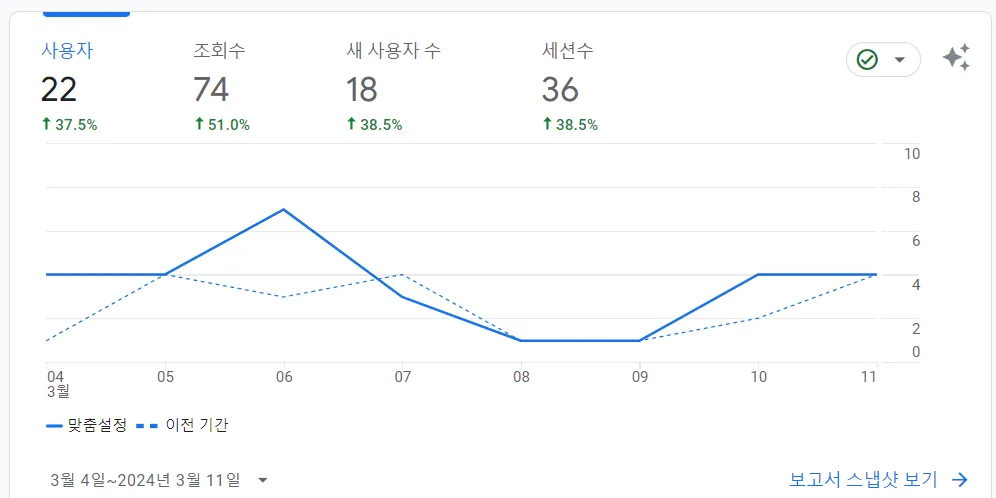 사용자 조회수 새 사용자 수 세션수
22 74 18 36
37.5% 51.0% 38.5% 38.5%
10
8
6
4
2
0
04 05 06 07 08 09 10 11
3월
맞춤설정 이전 기간
3월 4일~2024년 3월 11일 보고서 스냅샷 보기